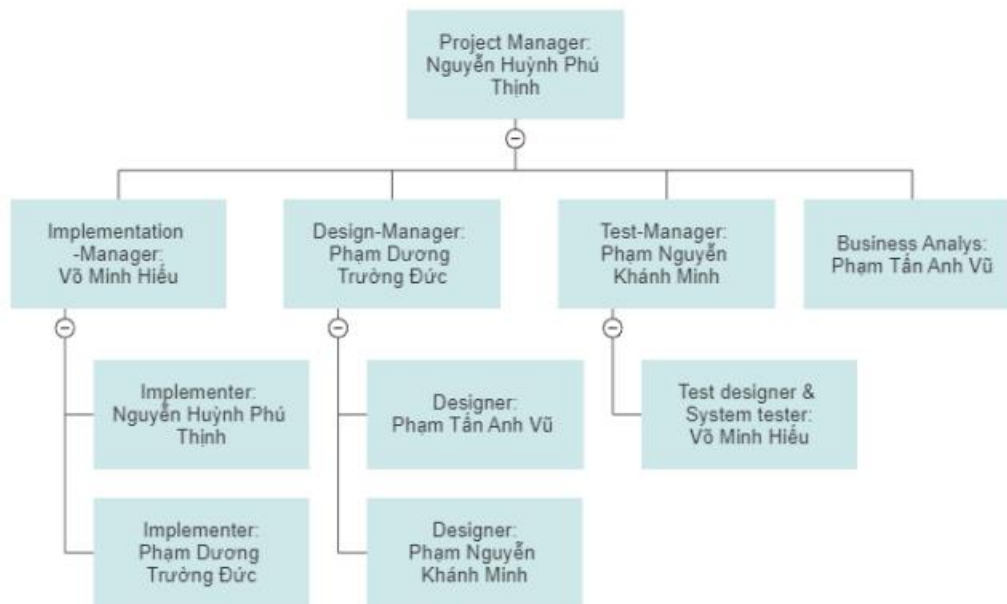 Project Manager:
Nguyễn Huỳnh Phú
Thịnh
Implementation
-Manager:
Võ Minh Hiếu
Design-Manager:
Phạm Dương
Trường Đức
Test-Manager:
Phạm Nguyễn
Khánh Minh
Business Analys:
Phạm Tấn Anh Vũ
Implementer:
Nguyễn Huỳnh Phú
Thịnh
Designer:
Phạm Tấn Anh Vũ
Test designer &
System tester:
Võ Minh Hiếu
Implementer:
Phạm Dương
Trường Đức
Designer:
Phạm Nguyễn
Khánh Minh